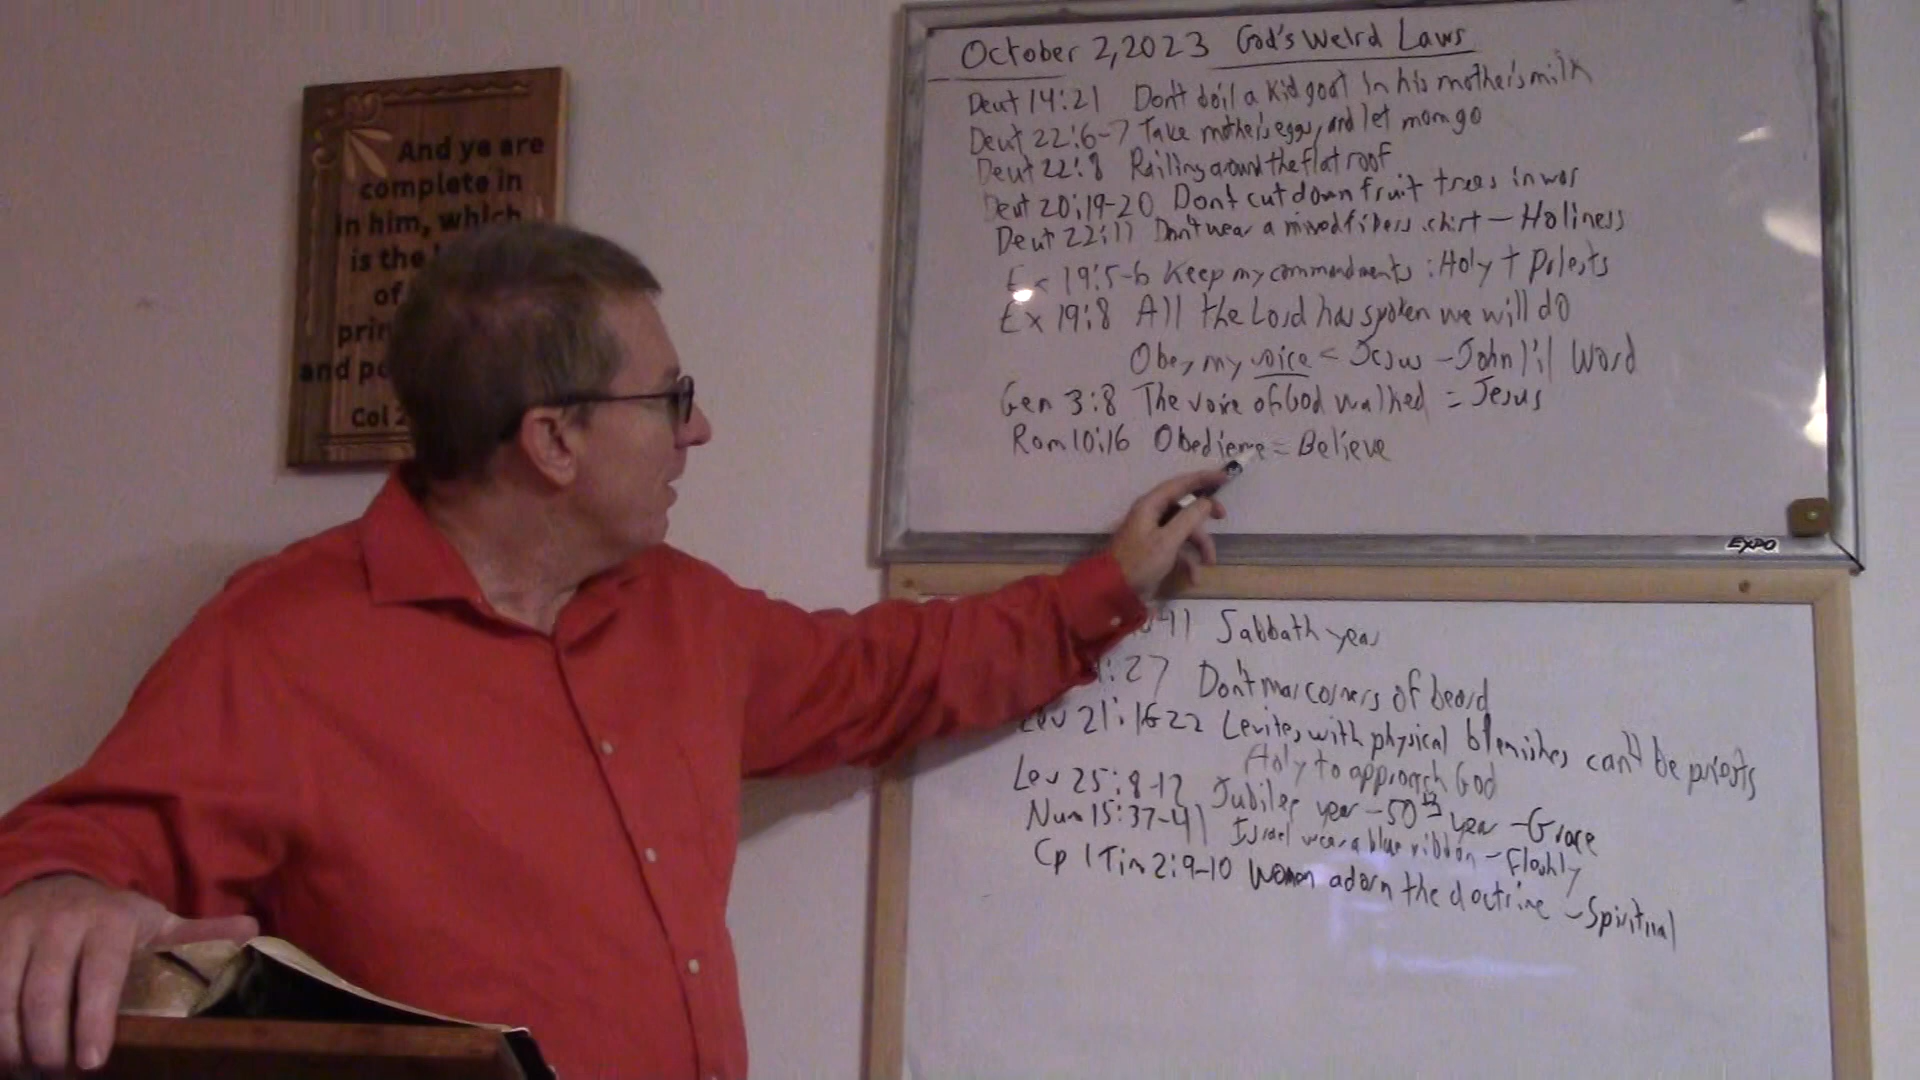 And ye are
complete in
in him, which
is the
of
prin
and po
Col 2
October 2, 2023 God's Weird Laws
Deut 14:21 Don't boil a kid goat in his mother's milk
Deut 22:6-7 Take mother's eggs, and let mom go
Deut 22:8 Railing around the flat roof
Deut 20:19-20 Don't cut down fruit trees in war
Deut 22:11 Don't wear a mixed fibers shirt - Holiness
Ex 19:5-6 Keep my commandments : Holy + Priests
Ex 19:8 All the Lord has spoken we will do
Obey my voice < Jesus - John 1:1 Word
Gen 3:8 The voice of God walked = Jesus
Rom 10:16 Obedience = Believe
EXPO
-11 Sabbath year
:27 Don't mar corners of beard
Lev 21:16-22 Levites with physical blemishes can't be priests
Holy to approach God
Lev 25:8-12 Jubilee year - 50th year - Grace
Num 15:37-41 Israel wear a blue ribbon - Fleshly
Cp 1 Tim 2:9-10 Women adorn the doctrine - Spiritual